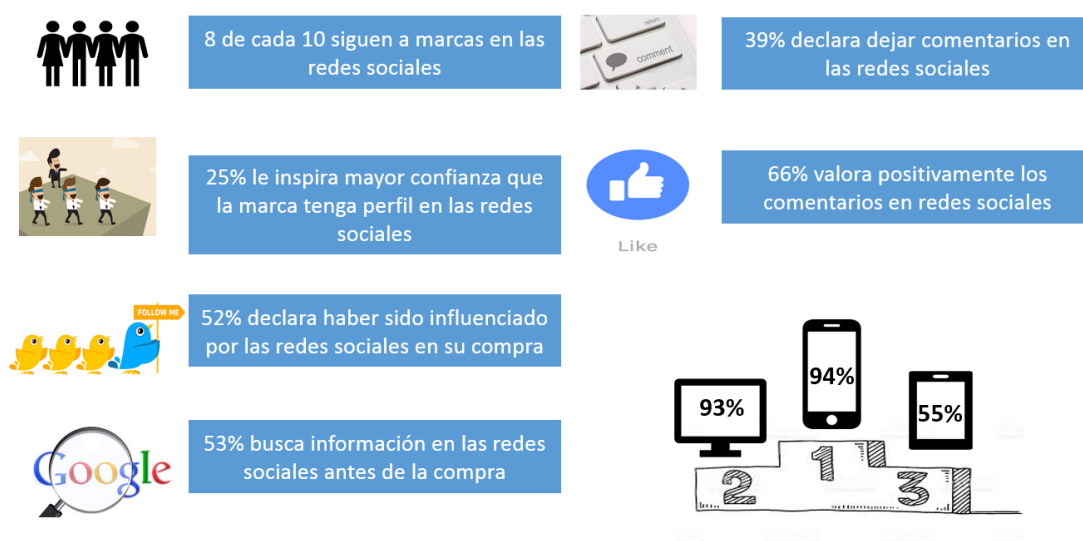 8 de cada 10 siguen a marcas en las
redes sociales
return
comment
39% declara dejar comentarios en
las redes sociales
25% le inspira mayor confianza que
la marca tenga perfil en las redes
sociales
Like
66% valora positivamente los
comentarios en redes sociales
FOLLOW ME
52% declara haber sido influenciado
por las redes sociales en su compra
Google
53% busca información en las redes
sociales antes de la compra
94%
93%
55%
1
2
3